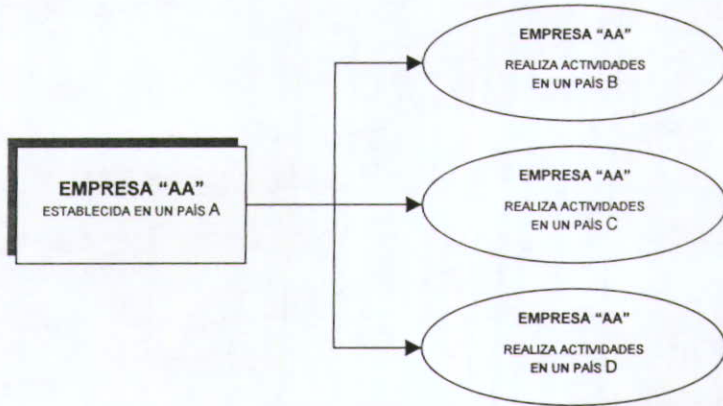 EMPRESA “AA”
ESTABLECIDA EN UN PAÍS A
EMPRESA “AA”
REALIZA ACTIVIDADES
EN UN PAÍS B
EMPRESA “AA”
REALIZA ACTIVIDADES
EN UN PAÍS C
EMPRESA “AA”
REALIZA ACTIVIDADES
EN UN PAÍS D